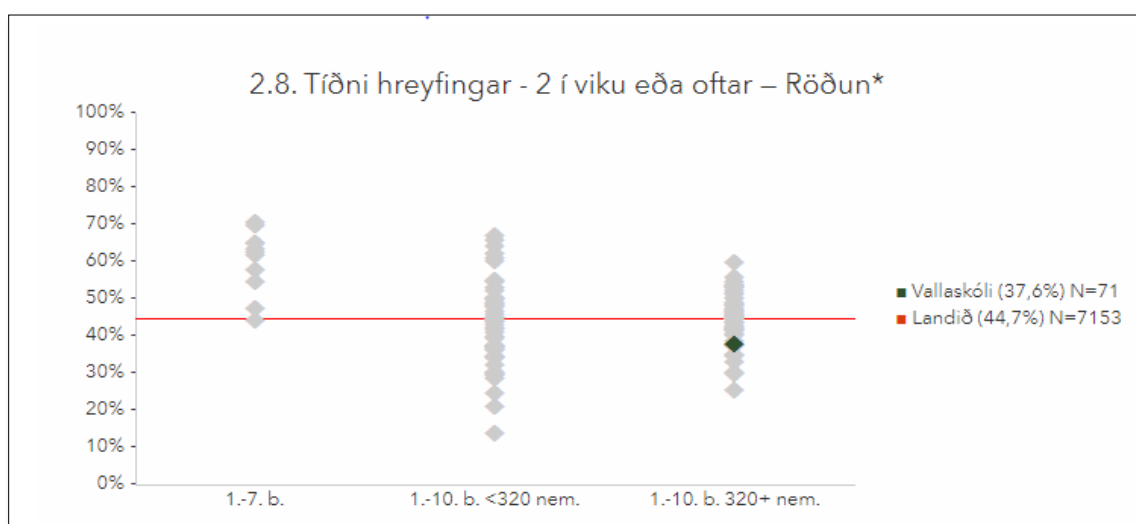 2.8. Tíðni hreyfingar - 2 í viku eða oftar – Röðun*
100%
90%
80%
70%
60%
50%
40%
30%
20%
10%
0%
1.-7. b.
1.-10. b. <320 nem.
1.-10. b. 320+ nem.
Vallaskóli (37,6%) N=71
Landið (44,7%) N=7153